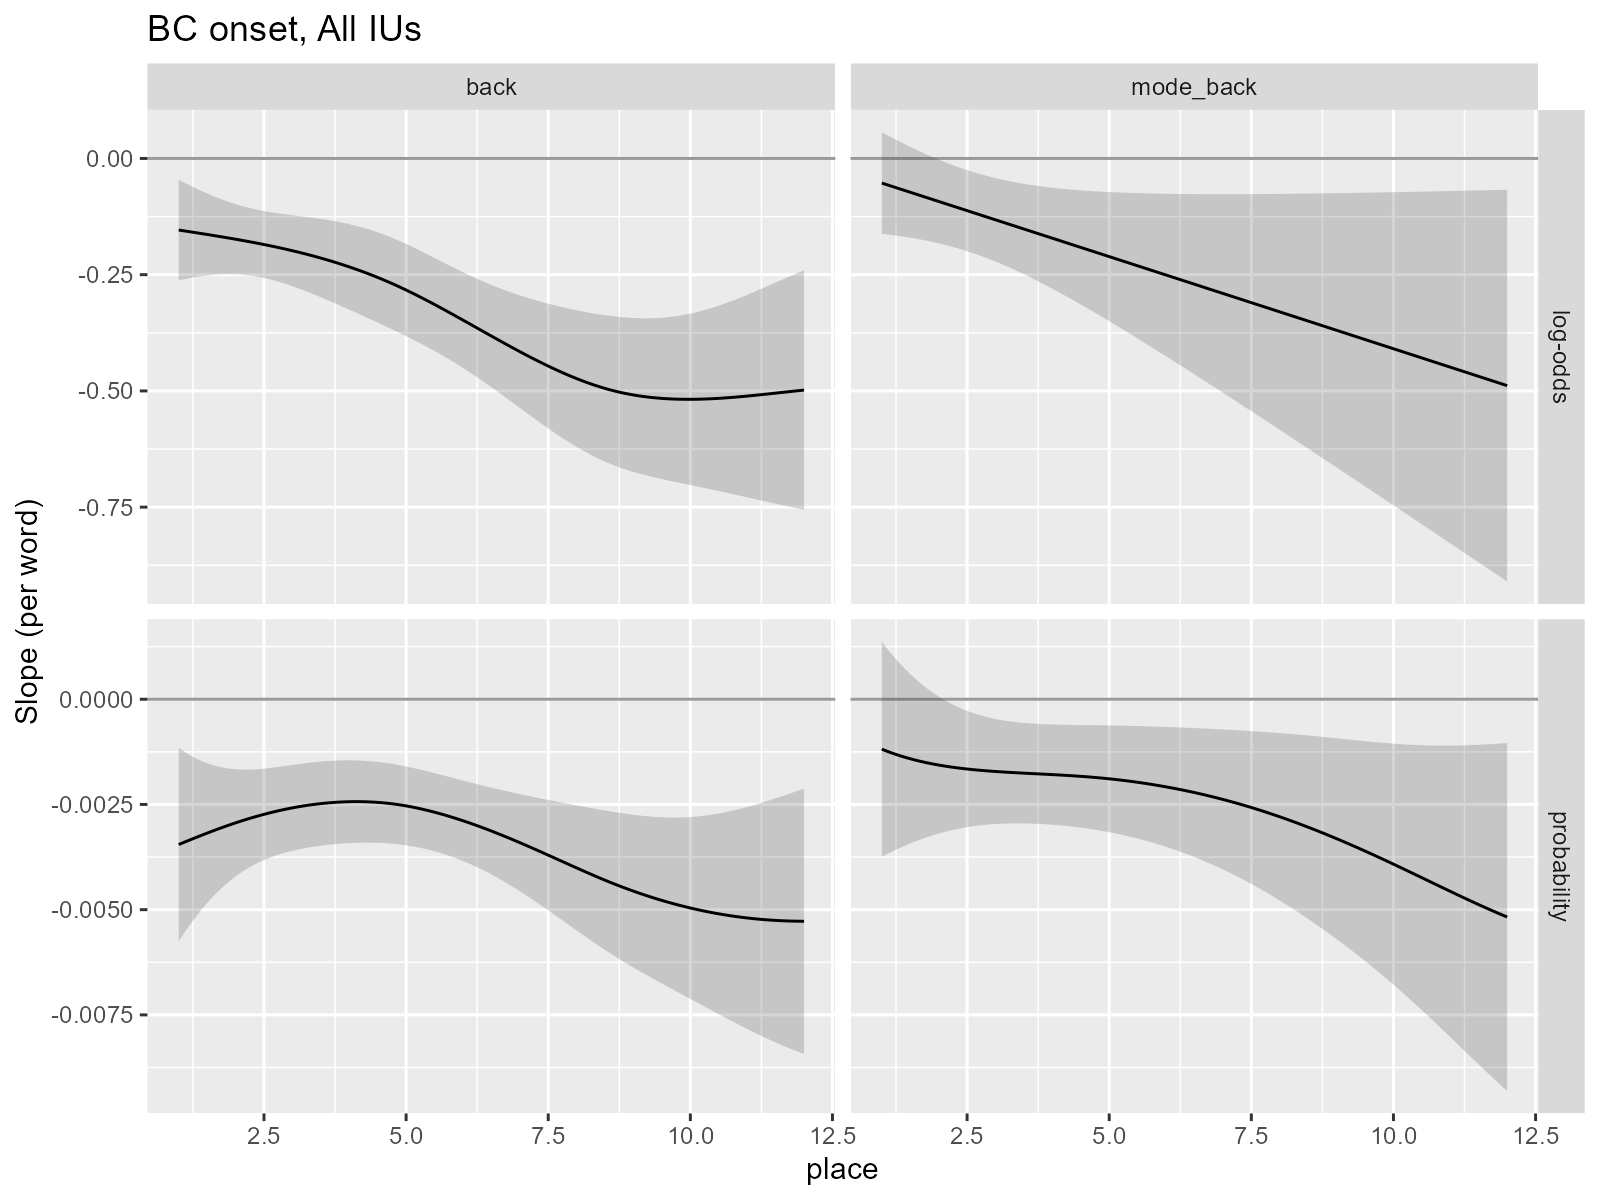 BC onset, All IUs
back
mode_back
0.00
-0.25
-0.50
-0.75
log-odds
Slope (per word)
0.0000
-0.0025
-0.0050
-0.0075
probability
2.5 5.0 7.5 10.0 12.5
2.5 5.0 7.5 10.0 12.5
place